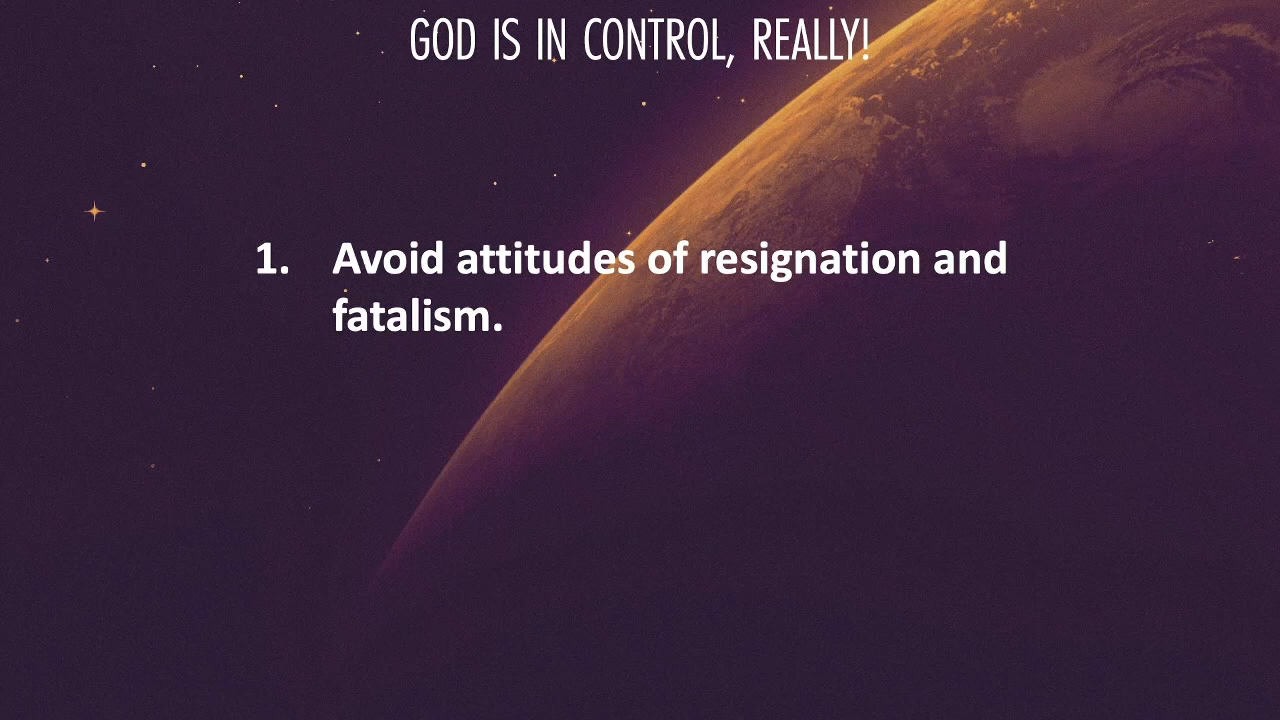 GOD IS IN CONTROL, REALLY!
1. Avoid attitudes of resignation and
fatalism.